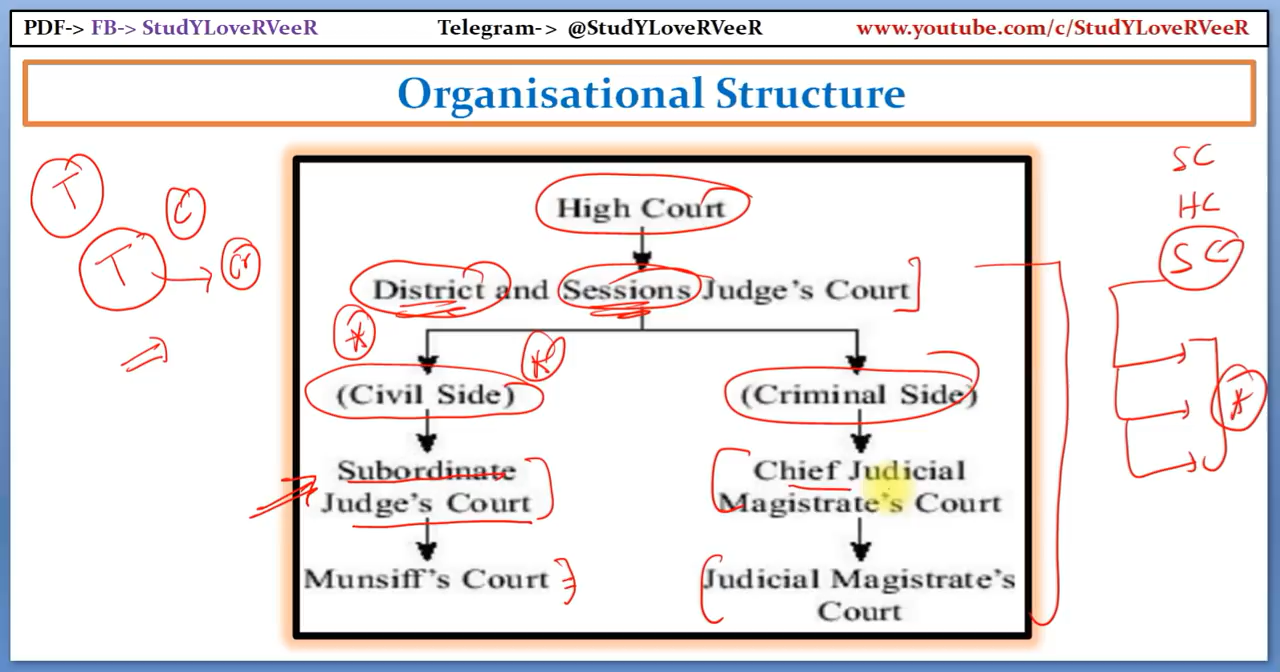 PDF-> FB-> StudYLoveRVeeR Telegram-> @StudYLoveRVeeR www.youtube.com/c/StudYLoveRVeeR
Organisational Structure
T
T
C
Cr
High Court
District and Sessions Judge's Court
(Civil Side) (Criminal Side)
Subordinate
Judge's Court
Chief Judicial
Magistrate's Court
Munsiff's Court
Judicial Magistrate's
Court
SC
HC
SC